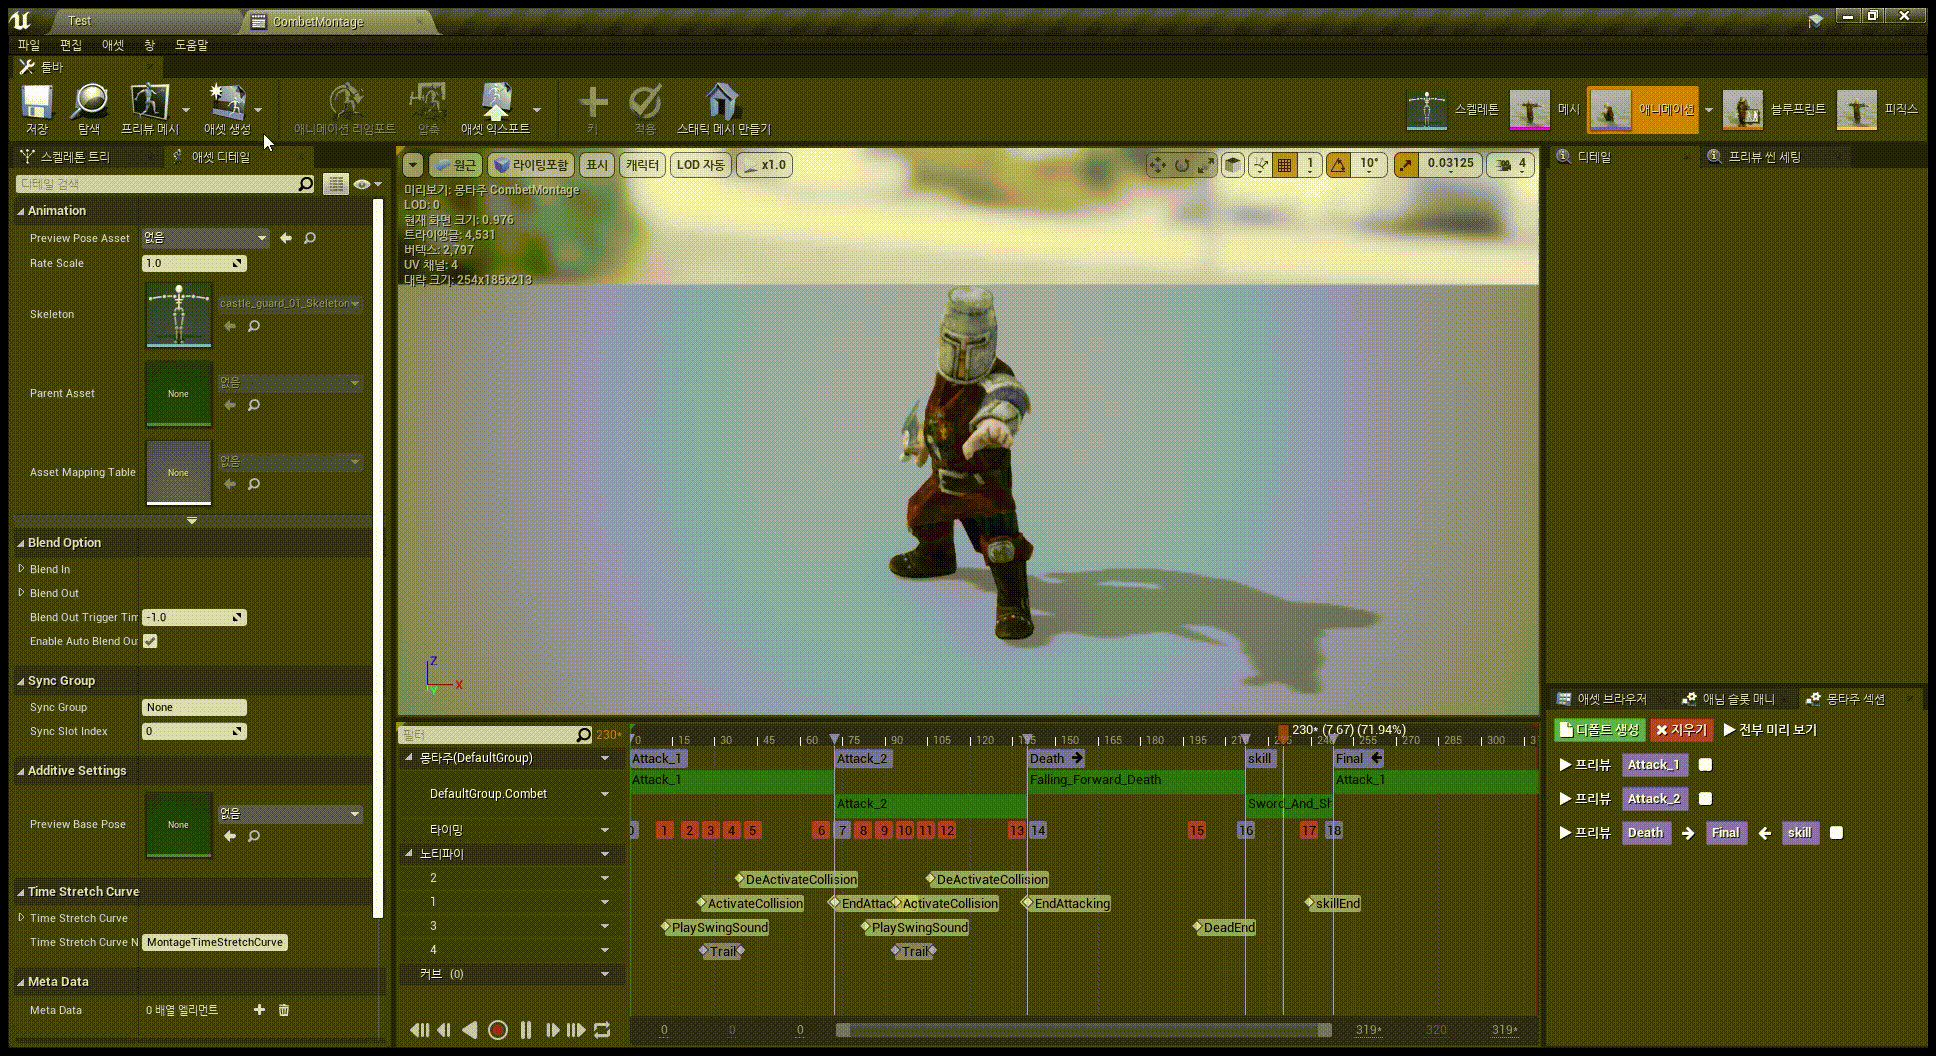 Test
CombetMontage
파일 편집 애셋 창 도움말
툴바
저장 탐색 프리뷰 메시 애셋 생성 애니메이션 리임포트 압축 애셋 익스포트 키 적용 스태틱 메시 만들기
스켈레톤 메시 애니메이션 블루프린트 피직스
스켈레톤 트리 애셋 디테일
디테일 검색
Animation
Preview Pose Asset 없음
Rate Scale 1.0
Skeleton castle_guard_01_Skeleton
Parent Asset None 없음
Asset Mapping Table None 없음
Blend Option
Blend In
Blend Out
Blend Out Trigger Tim -1.0
Enable Auto Blend Ou
Sync Group
Sync Group None
Sync Slot Index 0
Additive Settings
Preview Base Pose None 없음
Time Stretch Curve
Time Stretch Curve
Time Stretch Curve N MontageTimeStretchCurve
Meta Data
Meta Data 0 배열 엘리먼트
원근 라이팅포함 표시 캐릭터 LOD 자동 x1.0
1 10° 0.03125 4
미리보기: 몽타주 CombetMontage
LOD: 0
현재 화면 크기: 0.976
트라이앵글: 4,531
버텍스: 2,797
UV 채널: 4
대략 크기: 254x185x213
Z
X
Y
필터 230*
230* (7.67) (71.94%)
0 15 30 45 60 75 90 105 120 150 165 180 195 255 270 285 300
몽타주(DefaultGroup) Attack_1 Attack_2 Death skill Final
Attack_1 Falling_Forward_Death Attack_1
DefaultGroup.Combet Attack_2 Sword_And_Sh
타이밍 1 2 3 4 5 6 7 8 9 10 11 12 13 14 15 16 17 18
노티파이
2 DeActivateCollision DeActivateCollision
1 ActivateCollision EndAttac ActivateCollision EndAttacking skillEnd
3 PlaySwingSound PlaySwingSound DeadEnd
4 Trail Trail
커브 (0)
0 0 0 319* 320 319*
디테일 프리뷰 씬 세팅
애셋 브라우저 애님 슬롯 매니 몽타주 섹션
디폴트 생성 지우기 전부 미리 보기
프리뷰 Attack_1
프리뷰 Attack_2
프리뷰 Death Final skill